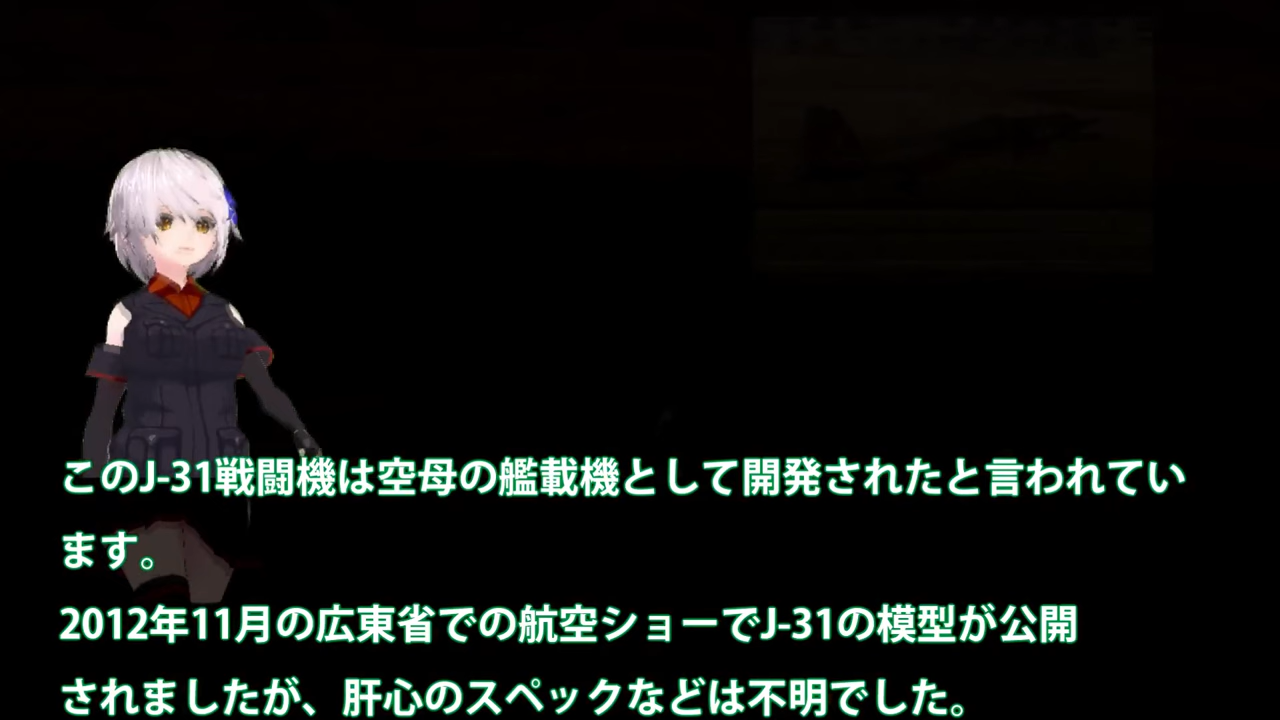 このJ-31戦闘機は空母の艦載機として開発されたと言われてい
ます。
2012年11月の広東省での航空ショーでJ-31の模型が公開
されましたが、肝心のスペックなどは不明でした。